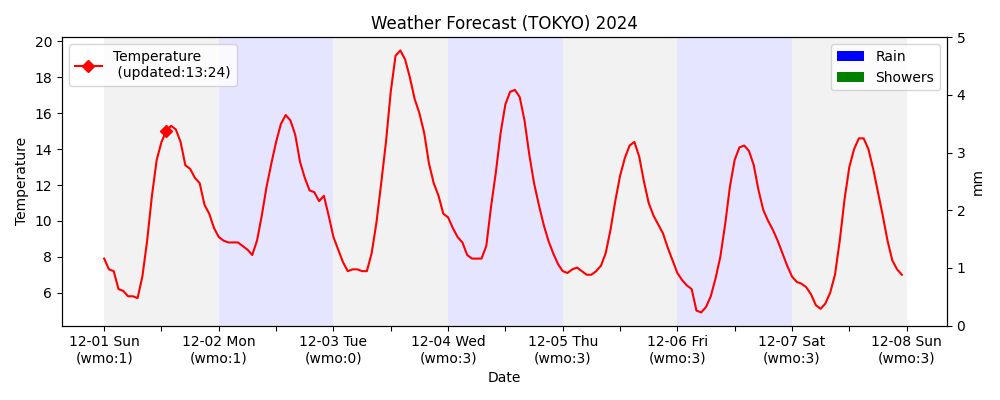 Weather Forecast (TOKYO) 2024
Temperature
(updated:13:24)
Rain
Showers
20
18
16
14
12
10
8
6
Temperature
5
4
3
2
1
0
mm
12-01 Sun 12-02 Mon 12-03 Tue 12-04 Wed 12-05 Thu 12-06 Fri 12-07 Sat 12-08 Sun
(wmo:1) (wmo:1) (wmo:0) (wmo:3) (wmo:3) (wmo:3) (wmo:3) (wmo:3)
Date